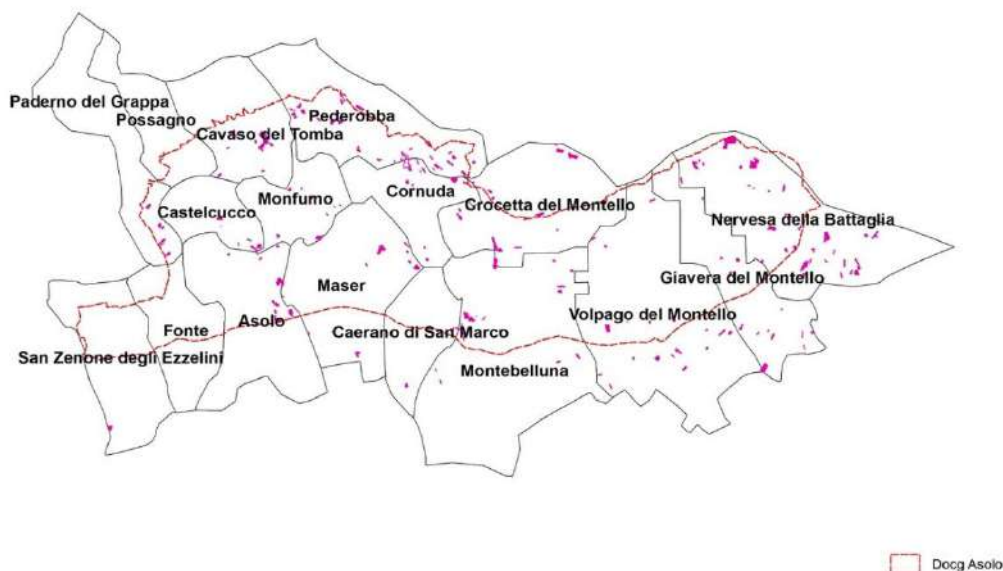 Paderno del Grappa
Possagno
Pederobba
Cavaso del Tomba
Cornuda
Monfumo
Castelcucco
Crocetta del Montello
Nervesa della Battaglia
Giavera del Montello
Maser
Volpago del Montello
Asolo
Fonte
Caerano di San Marco
San Zenone degli Ezzelini
Montebelluna
Docg Asolo